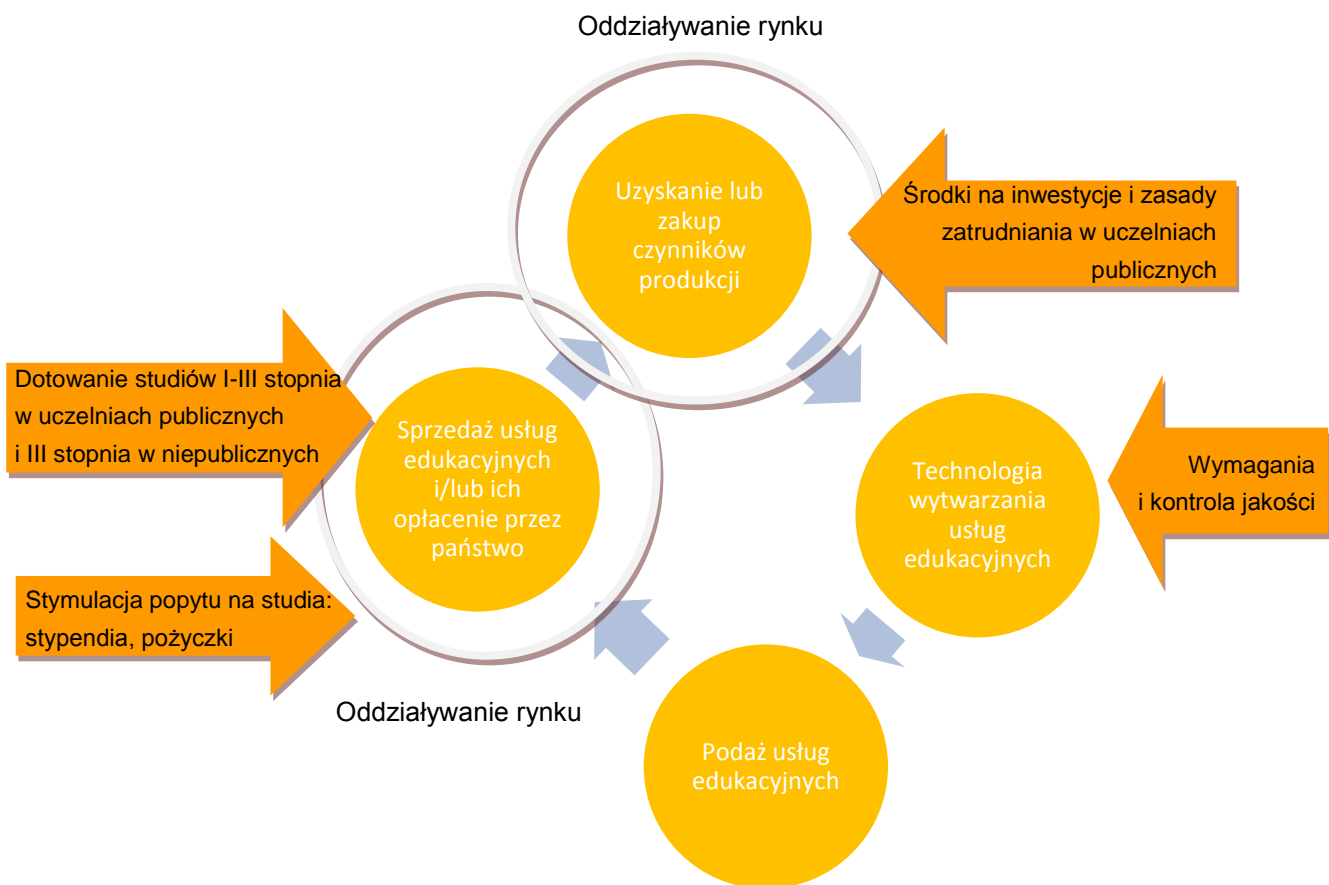 Oddziaływanie rynku
Uzyskanie lub
zakup
czynników
produkcji
Środki na inwestycje i zasady
zatrudniania w uczelniach
publicznych
Dotowanie studiów I-III stopnia
w uczelniach publicznych
i III stopnia w niepublicznych
Sprzedaż usług
edukacyjnych
i/lub ich
opłacenie przez
państwo
Technologia
wytwarzania
usług
edukacyjnych
Wymagania
i kontrola jakości
Stymulacja popytu na studia:
stypendia, pożyczki
Oddziaływanie rynku
Podaż usług
edukacyjnych